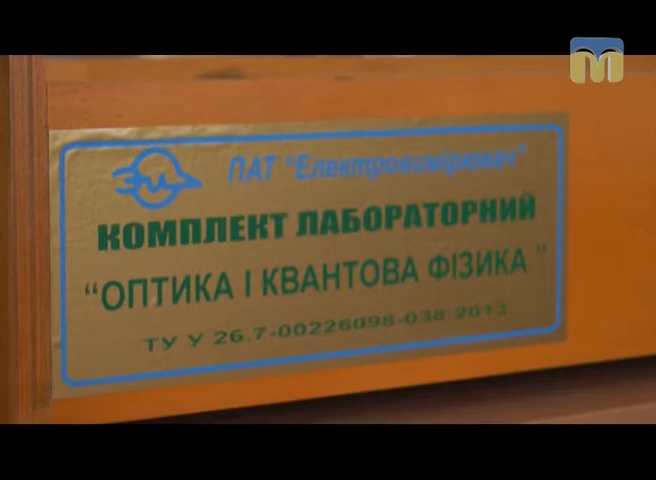 ПАТ "Електровимірювач"
КОМПЛЕКТ ЛАБОРАТОРНИЙ
"ОПТИКА І КВАНТОВА ФІЗИКА "
ТУ У 26.7-00226098-038 2013